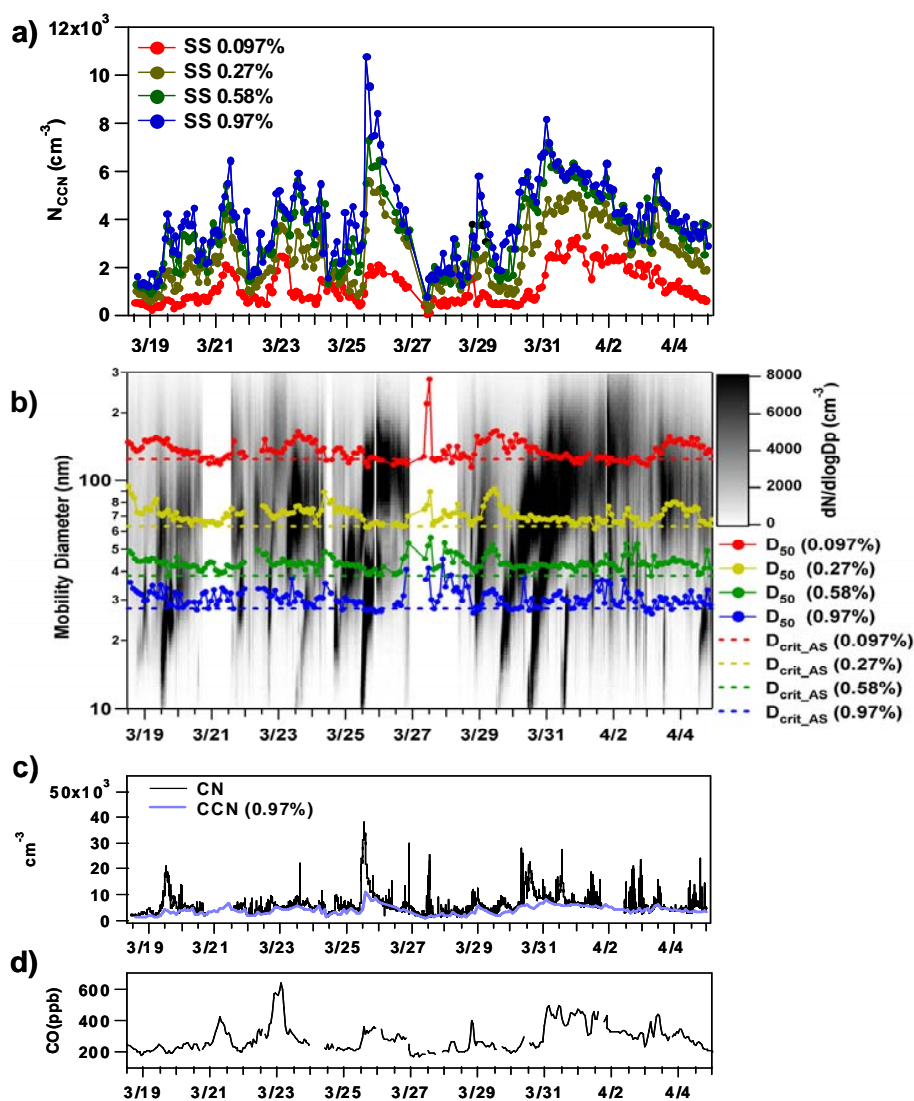 a)
12x10³
10
8
6
4
2
0
N_CCN (cm⁻³)
SS 0.097%
SS 0.27%
SS 0.58%
SS 0.97%
3/19 3/21 3/23 3/25 3/27 3/29 3/31 4/2 4/4
b)
3
2
100
8
7
6
5
4
3
2
10
Mobility Diameter (nm)
3/19 3/21 3/23 3/25 3/27 3/29 3/31 4/2 4/4
8000
6000
4000
2000
0
dN/dlogDp (cm⁻³)
D₅₀ (0.097%)
D₅₀ (0.27%)
D₅₀ (0.58%)
D₅₀ (0.97%)
D_crit_AS (0.097%)
D_crit_AS (0.27%)
D_crit_AS (0.58%)
D_crit_AS (0.97%)
c)
50x10³
40
30
20
10
0
cm⁻³
CN
CCN (0.97%)
3/19 3/21 3/23 3/25 3/27 3/29 3/31 4/2 4/4
d)
600
400
200
CO(ppb)
3/19 3/21 3/23 3/25 3/27 3/29 3/31 4/2 4/4